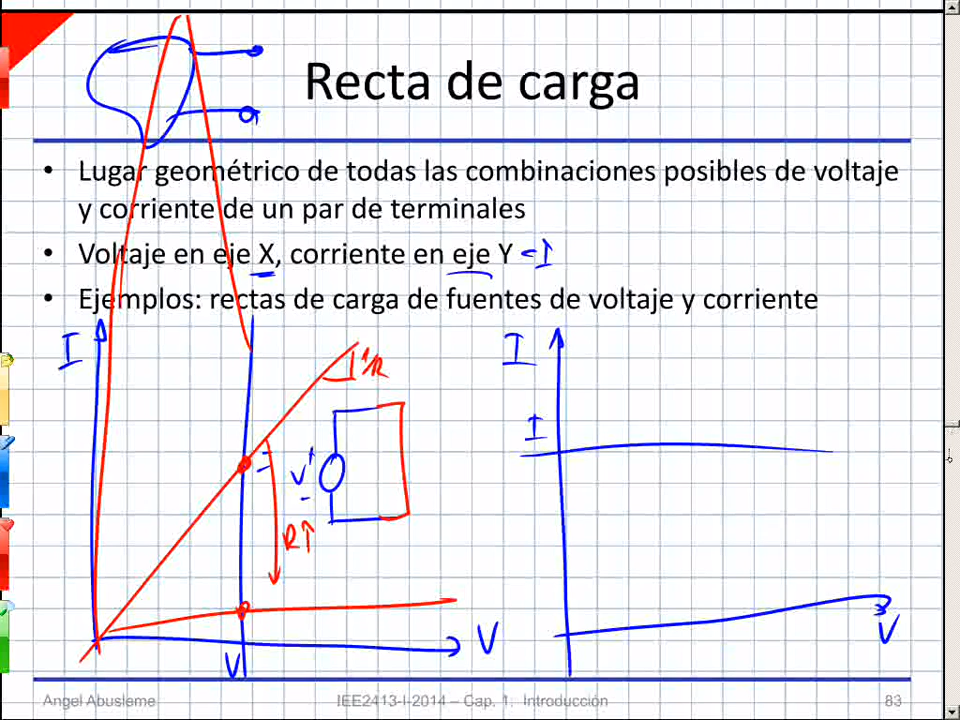 Recta de carga
• Lugar geométrico de todas las combinaciones posibles de voltaje
y corriente de un par de terminales
• Voltaje en eje X, corriente en eje Y = I
• Ejemplos: rectas de carga de fuentes de voltaje y corriente
I
1/R
I
I
V
+
-
R↑
V
V
V
Angel Abusleme
IEE2413-I-2014 – Cap. 1: Introducción
83